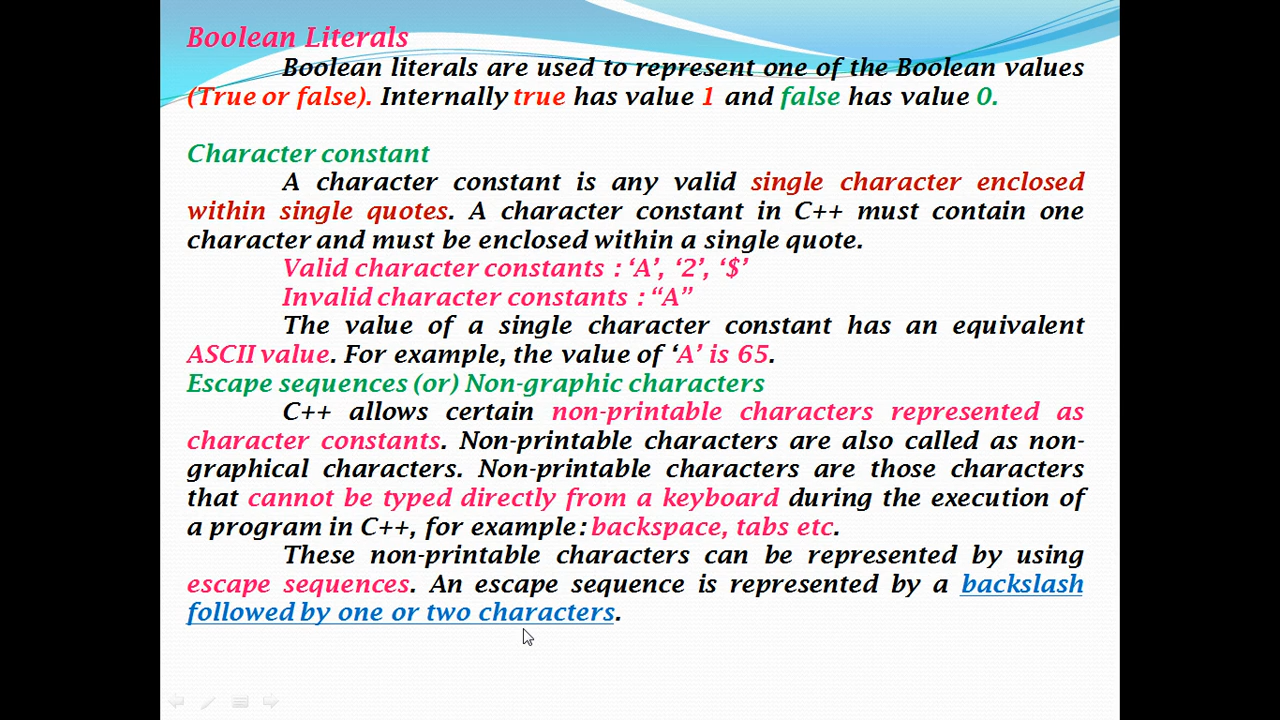 Boolean Literals
Boolean literals are used to represent one of the Boolean values
(True or false). Internally true has value 1 and false has value 0.
Character constant
A character constant is any valid single character enclosed
within single quotes. A character constant in C++ must contain one
character and must be enclosed within a single quote.
Valid character constants : ‘A’, ‘2’, ‘$’
Invalid character constants : “A”
The value of a single character constant has an equivalent
ASCII value. For example, the value of ‘A’ is 65.
Escape sequences (or) Non-graphic characters
C++ allows certain non-printable characters represented as
character constants. Non-printable characters are also called as non-
graphical characters. Non-printable characters are those characters
that cannot be typed directly from a keyboard during the execution of
a program in C++, for example: backspace, tabs etc.
These non-printable characters can be represented by using
escape sequences. An escape sequence is represented by a backslash
followed by one or two characters.